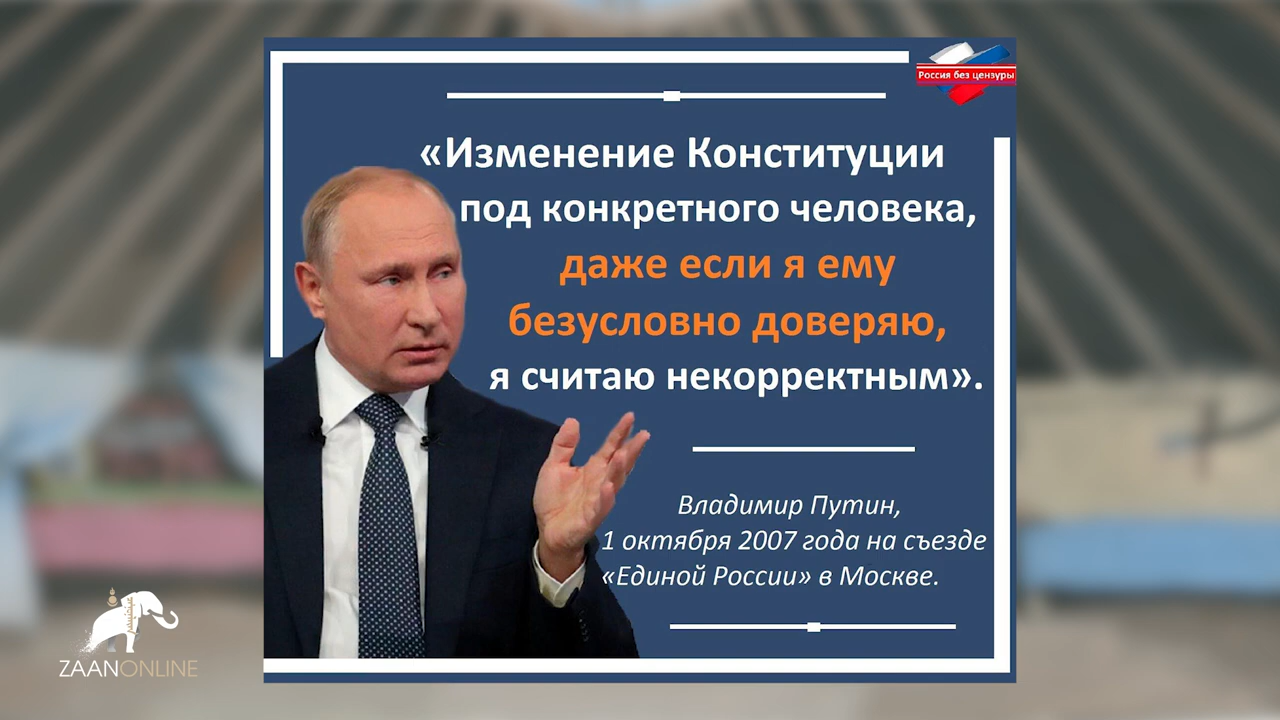 Россия без цензуры
«Изменение Конституции
под конкретного человека,
даже если я ему
безусловно доверяю,
я считаю некорректным».
Владимир Путин,
1 октября 2007 года на съезде
«Единой России» в Москве.
ZAANONLINE